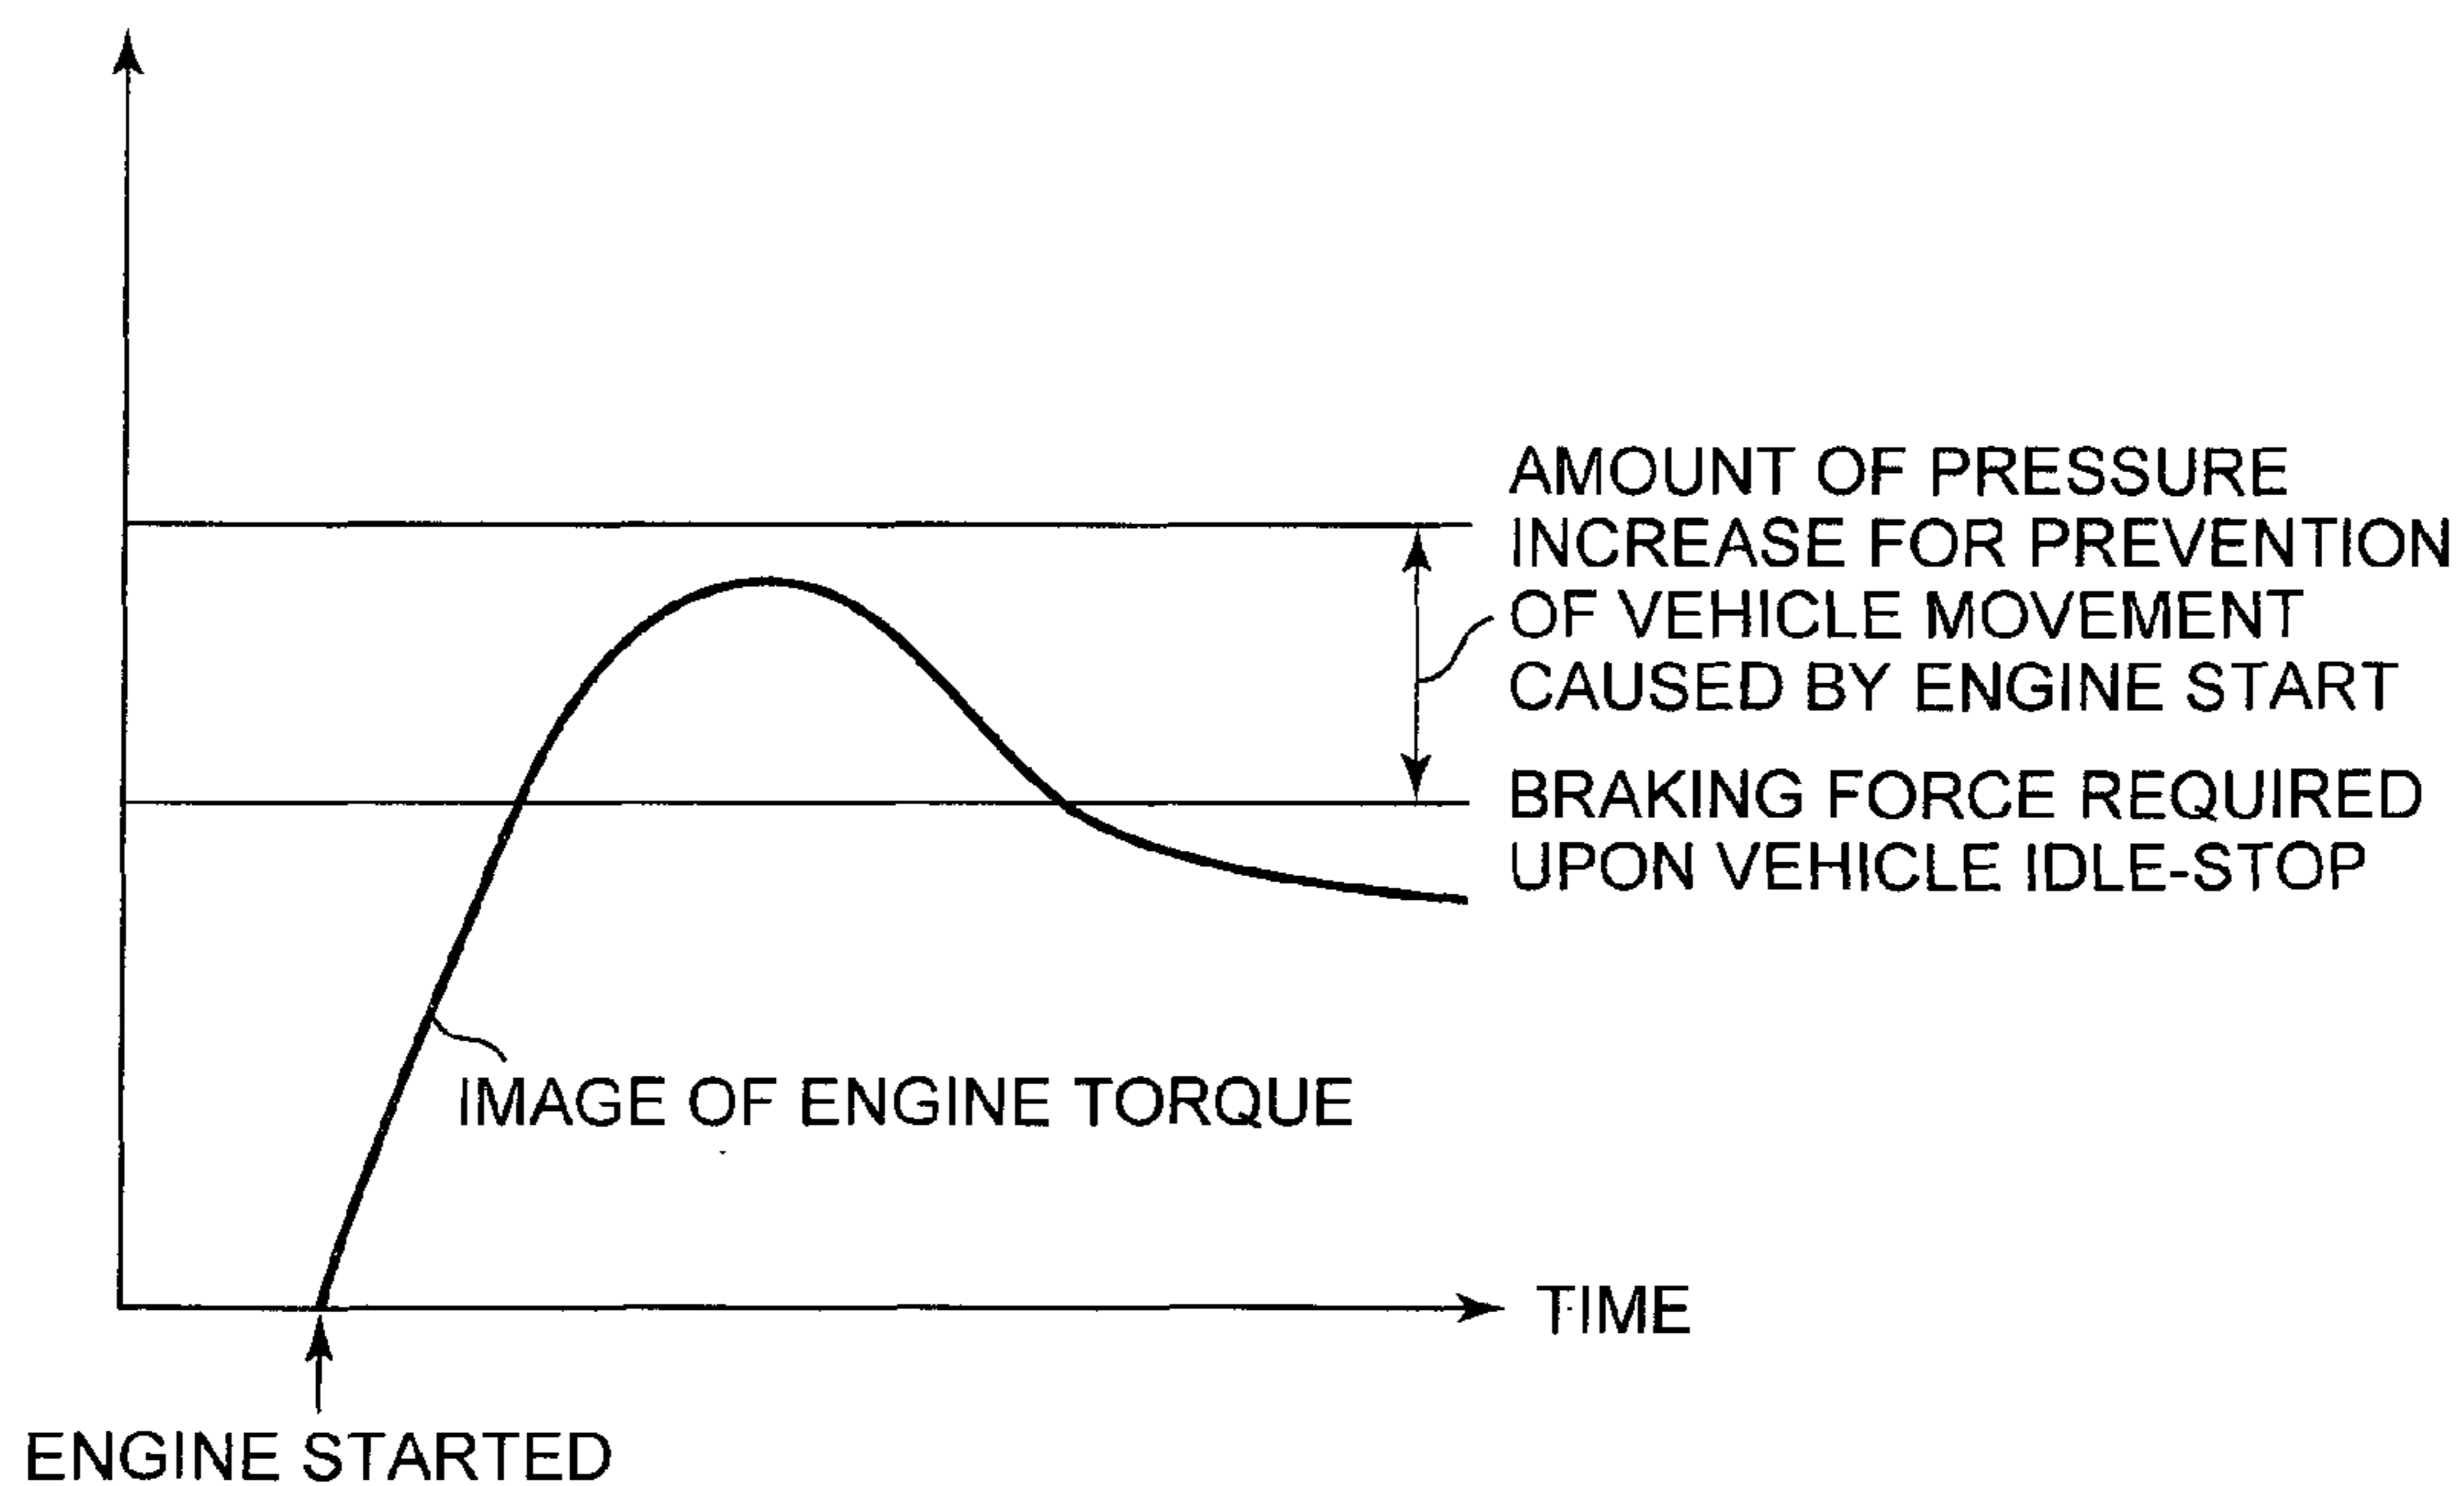 AMOUNT OF PRESSURE
INCREASE FOR PREVENTION
OF VEHICLE MOVEMENT
CAUSED BY ENGINE START
BRAKING FORCE REQUIRED
UPON VEHICLE IDLE-STOP
IMAGE OF ENGINE TORQUE
TIME
ENGINE STARTED